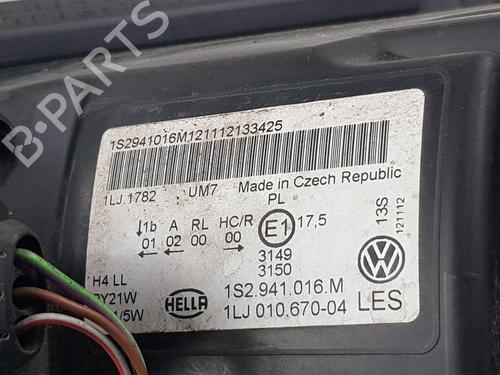 1S2941016M121112133425
1LJ.1782 UM7 Made in Czech Republic
PL
↓1b A RL HC/R
01 02 00 00 E1 17,5
3149
3150
13S
121112
H4 LL
PY21W
/5W
HELLA
1S2.941.016.M
1LJ 010.670-04 LES
B-PARTS